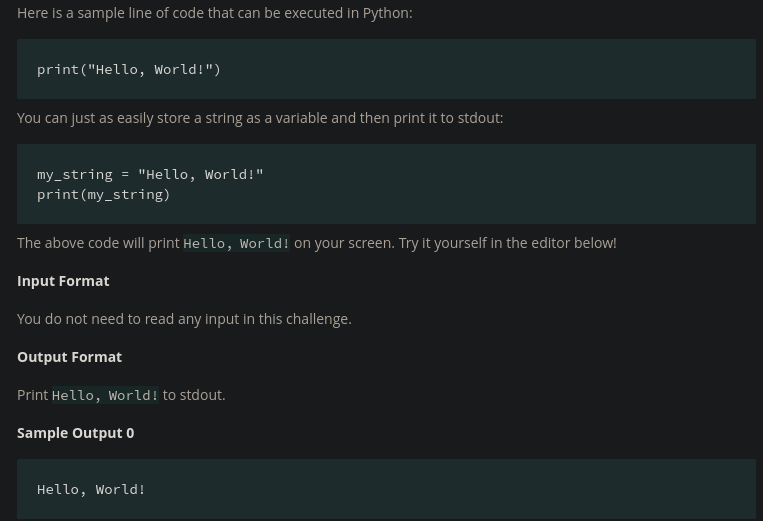 Here is a sample line of code that can be executed in Python:
print("Hello, World!")
You can just as easily store a string as a variable and then print it to stdout:
my_string = "Hello, World!"
print(my_string)
The above code will print Hello, World! on your screen. Try it yourself in the editor below!
Input Format
You do not need to read any input in this challenge.
Output Format
Print Hello, World! to stdout.
Sample Output 0
Hello, World!